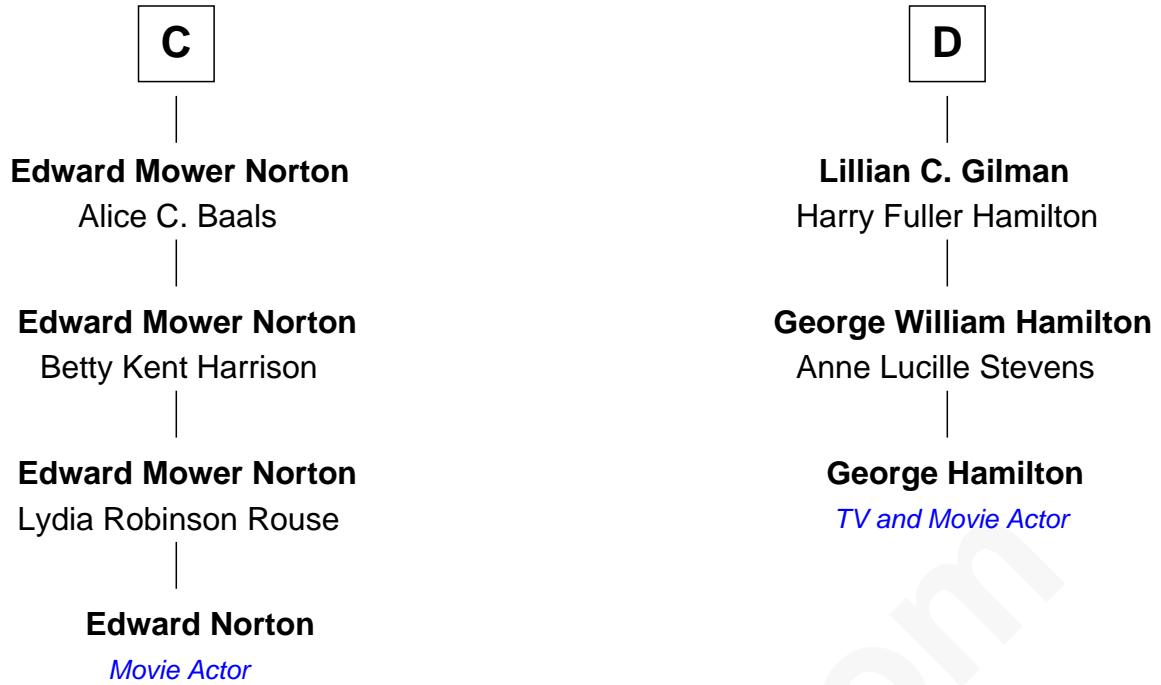 C
Edward Mower Norton
Alice C. Baals
Edward Mower Norton
Betty Kent Harrison
Edward Mower Norton
Lydia Robinson Rouse
Edward Norton
Movie Actor
D
Lillian C. Gilman
Harry Fuller Hamilton
George William Hamilton
Anne Lucille Stevens
George Hamilton
TV and Movie Actor
om